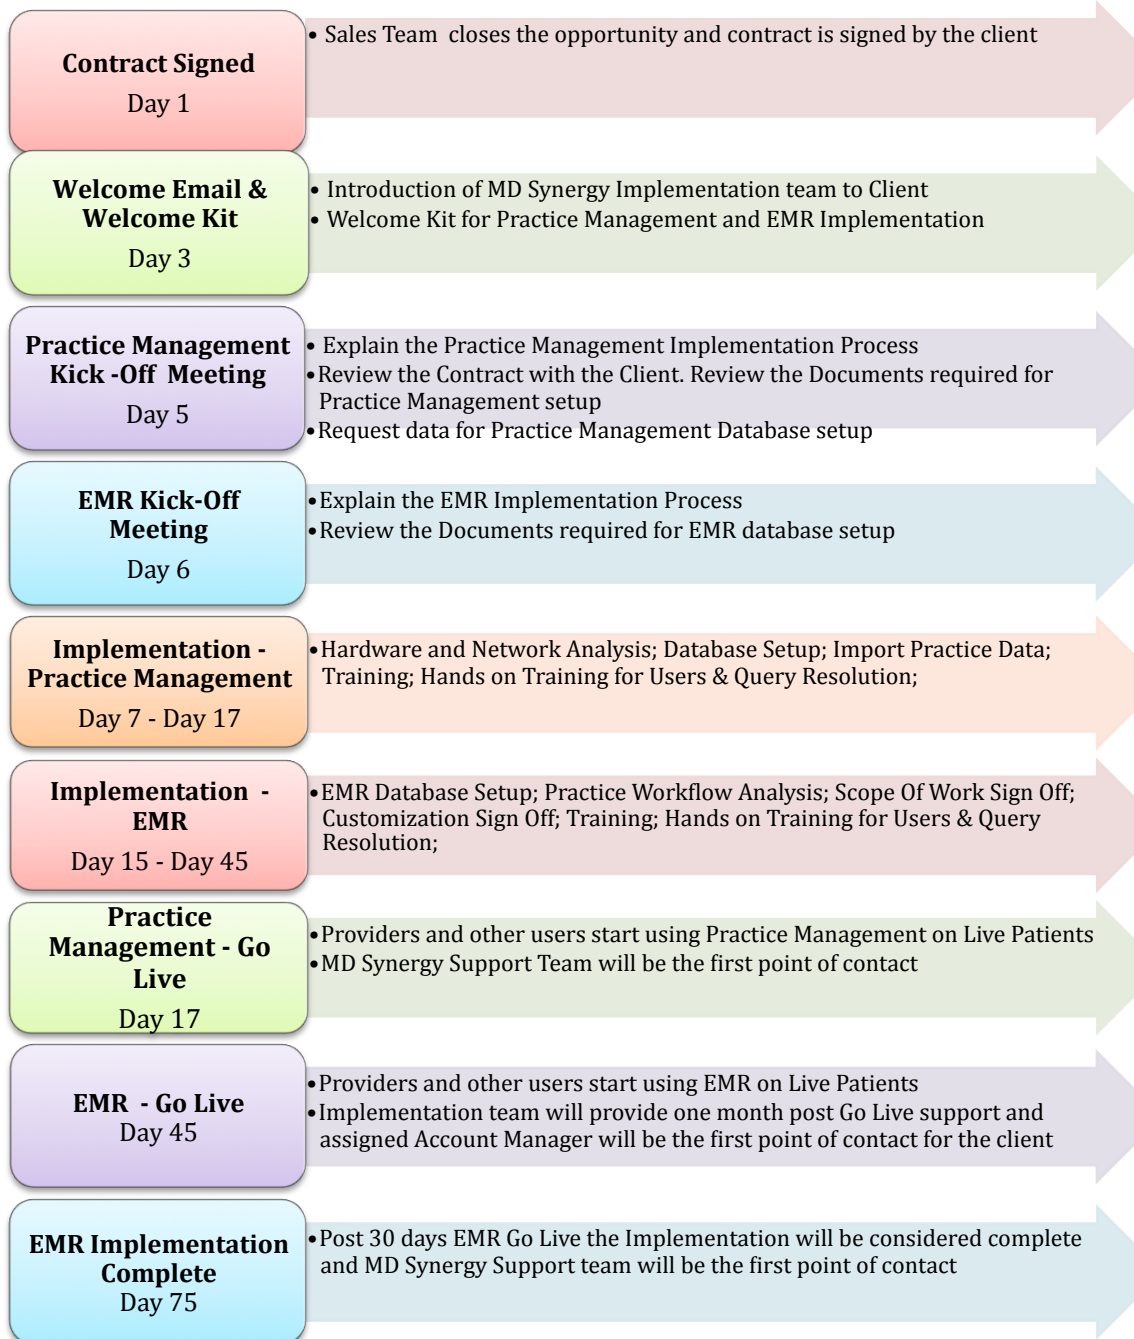 Contract Signed
Day 1
• Sales Team closes the opportunity and contract is signed by the client
Welcome Email &
Welcome Kit
Day 3
• Introduction of MD Synergy Implementation team to Client
• Welcome Kit for Practice Management and EMR Implementation
Practice Management
Kick -Off Meeting
Day 5
• Explain the Practice Management Implementation Process
•Review the Contract with the Client. Review the Documents required for
Practice Management setup
•Request data for Practice Management Database setup
EMR Kick-Off
Meeting
Day 6
•Explain the EMR Implementation Process
•Review the Documents required for EMR database setup
Implementation -
Practice Management
Day 7 - Day 17
•Hardware and Network Analysis; Database Setup; Import Practice Data;
Training; Hands on Training for Users & Query Resolution;
Implementation -
EMR
Day 15 - Day 45
•EMR Database Setup; Practice Workflow Analysis; Scope Of Work Sign Off;
Customization Sign Off; Training; Hands on Training for Users & Query
Resolution;
Practice
Management - Go
Live
Day 17
•Providers and other users start using Practice Management on Live Patients
•MD Synergy Support Team will be the first point of contact
EMR - Go Live
Day 45
•Providers and other users start using EMR on Live Patients
•Implementation team will provide one month post Go Live support and
assigned Account Manager will be the first point of contact for the client
EMR Implementation
Complete
Day 75
•Post 30 days EMR Go Live the Implementation will be considered complete
and MD Synergy Support team will be the first point of contact